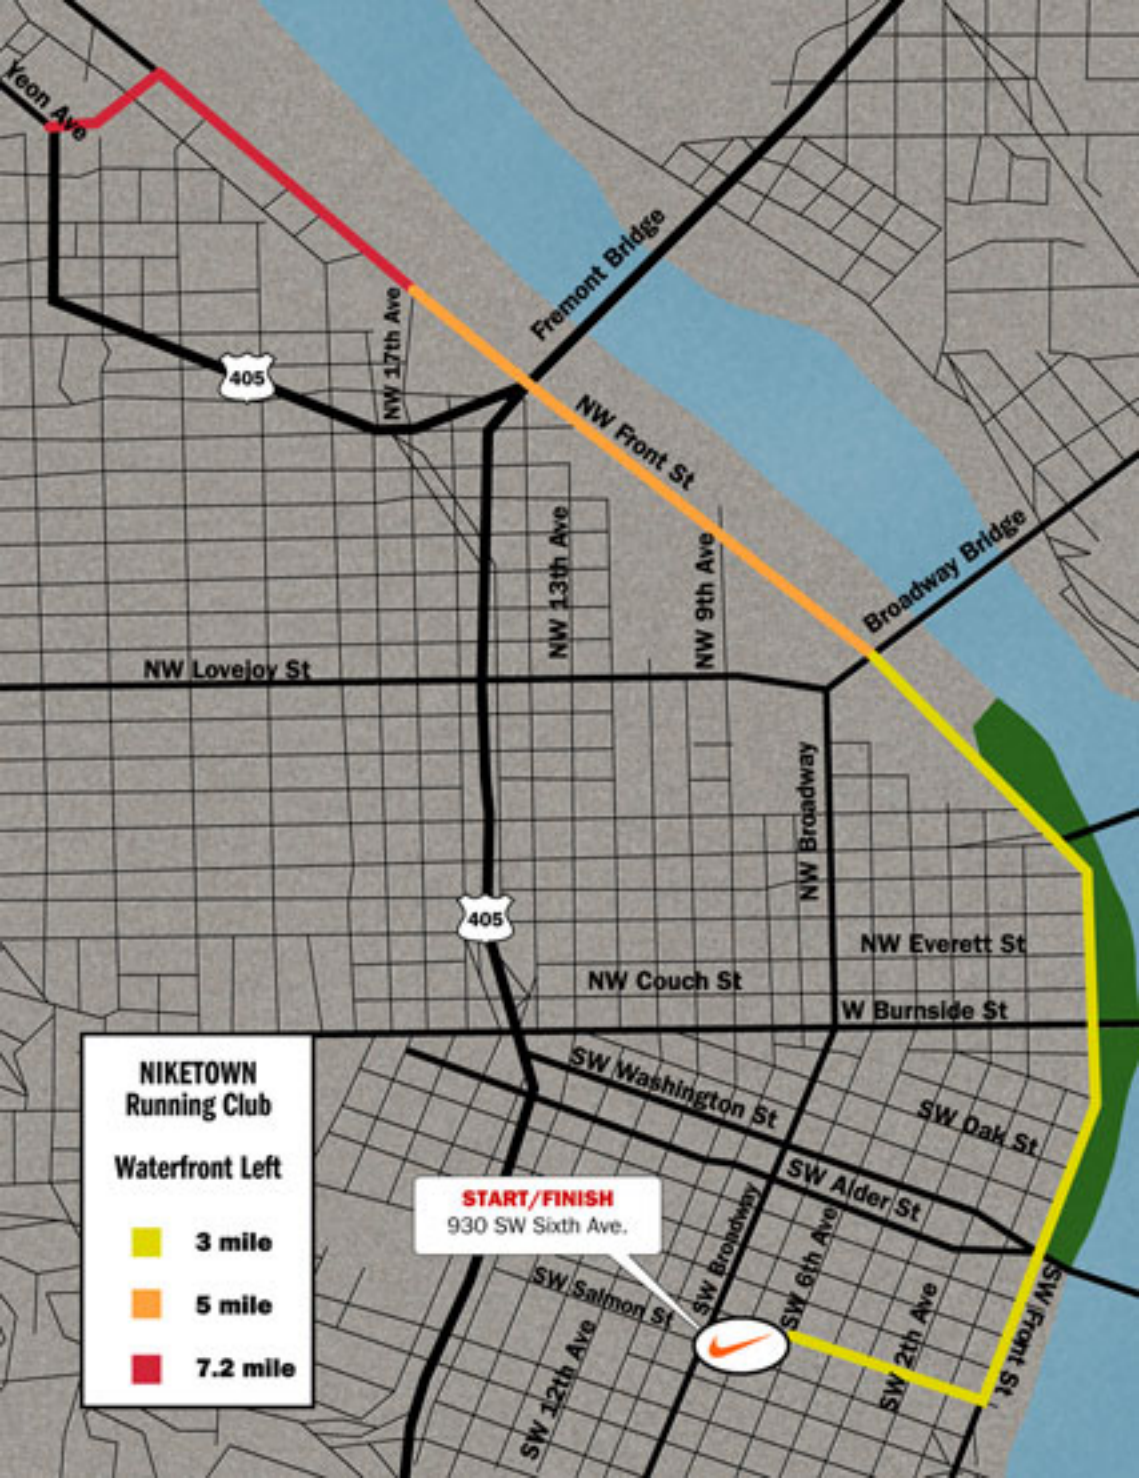 Yeon Ave
Fremont Bridge
NW 17th Ave
405
NW Front St
NW 13th Ave
NW 9th Ave
Broadway Bridge
NW Lovejoy St
NW Broadway
405
NW Everett St
NW Couch St
W Burnside St
SW Washington St
SW Oak St
SW Alder St
NIKETOWN
Running Club
Waterfront Left
3 mile
5 mile
7.2 mile
START/FINISH
930 SW Sixth Ave.
SW Broadway
SW 6th Ave
SW Salmon St
SW 12th Ave
SW 2th Ave
SW Front St